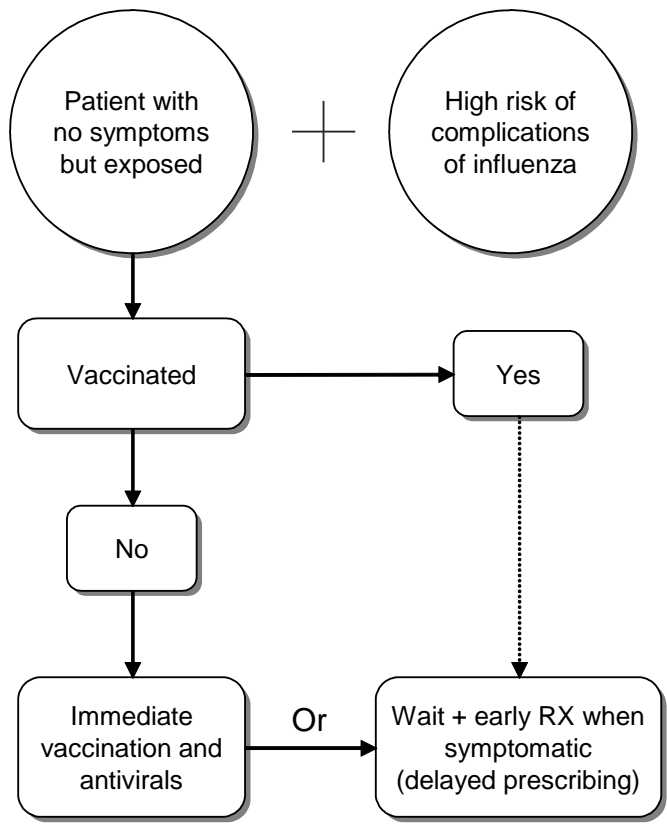 Patient with
no symptoms
but exposed
High risk of
complications
of influenza
Vaccinated
Yes
No
Immediate
vaccination and
antivirals
Or
Wait + early RX when
symptomatic
(delayed prescribing)